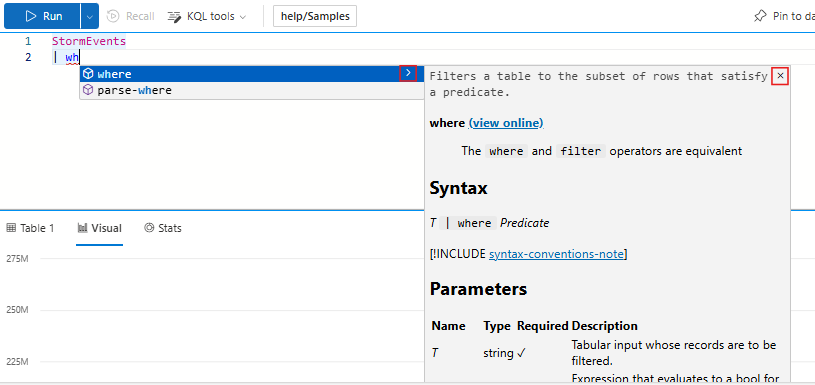 Run Recall KQL tools help/Samples Pin to da
1 StormEvents
2 | wh
where
parse-where
Filters a table to the subset of rows that satisfy
a predicate.
where (view online)
The where and filter operators are equivalent
Syntax
T | where Predicate
[!INCLUDE syntax-conventions-note]
Parameters
Name Type Required Description
T string ✓ Tabular input whose records are to be
filtered.
Expression that evaluates to a bool for
Table 1 Visual Stats
275M
250M
225M